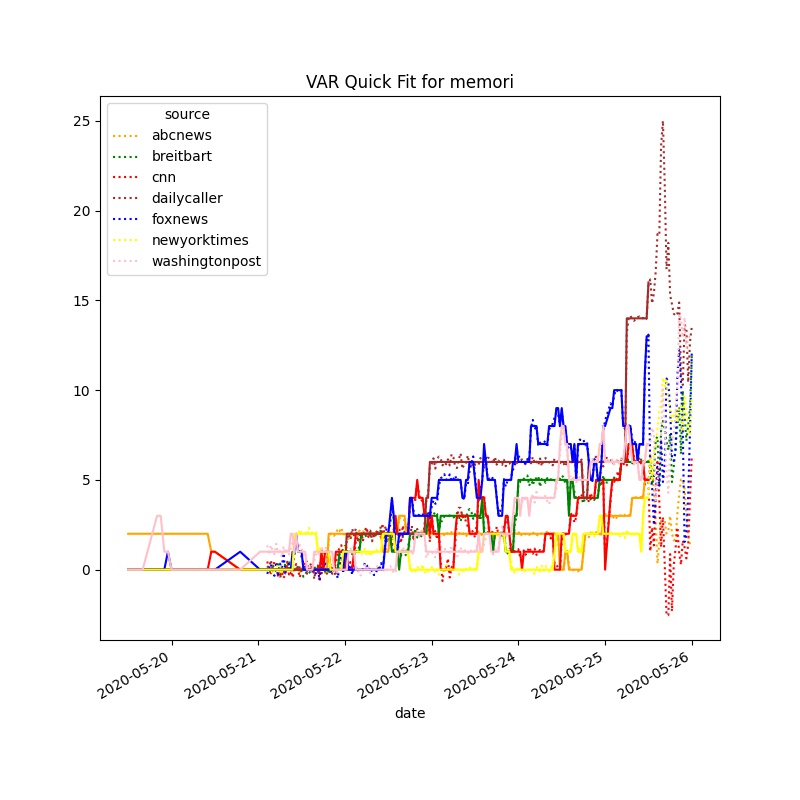 VAR Quick Fit for memori
source
abcnews
breitbart
cnn
dailycaller
foxnews
newyorktimes
washingtonpost
25
20
15
10
5
0
2020-05-20
2020-05-21
2020-05-22
2020-05-23
2020-05-24
2020-05-25
2020-05-26
date